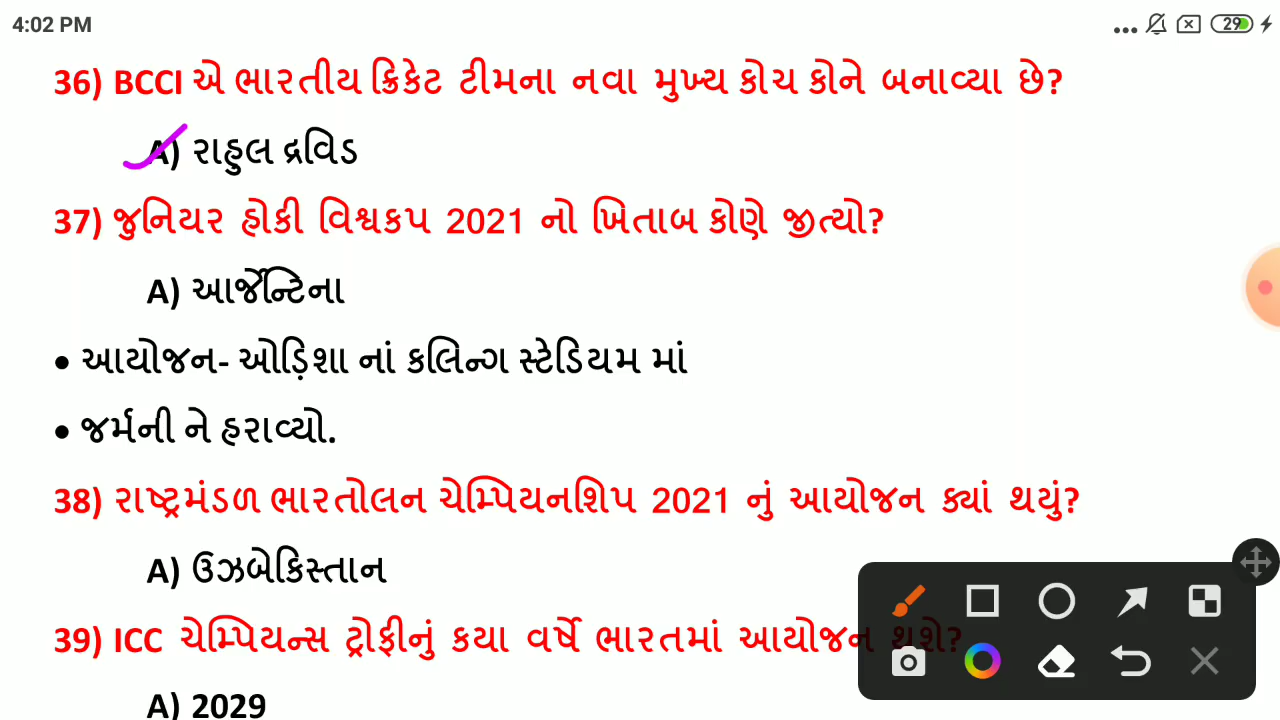 4:02 PM
29
36) BCCI એ ભારતીય ક્રિકેટ ટીમના નવા મુખ્ય કોચ કોને બનાવ્યા છે?
A) રાહુલ દ્રવિડ
37) જુનિયર હોકી વિશ્વકપ 2021 નો ખિતાબ કોણે જીત્યો?
A) આર્જેન્ટિના
• આયોજન- ઓડ઼િશા નાં કલિન્ગ સ્ટેડિયમ માં
• જર્મની ને હરાવ્યો.
38) રાષ્ટ્રમંડળ ભારતોલન ચેમ્પિયનશિપ 2021 નું આયોજન ક્યાં થયું?
A) ઉઝબેકિસ્તાન
39) ICC ચેમ્પિયન્સ ટ્રોફીનું કયા વર્ષે ભારતમાં આયોજન થશે?
A) 2029